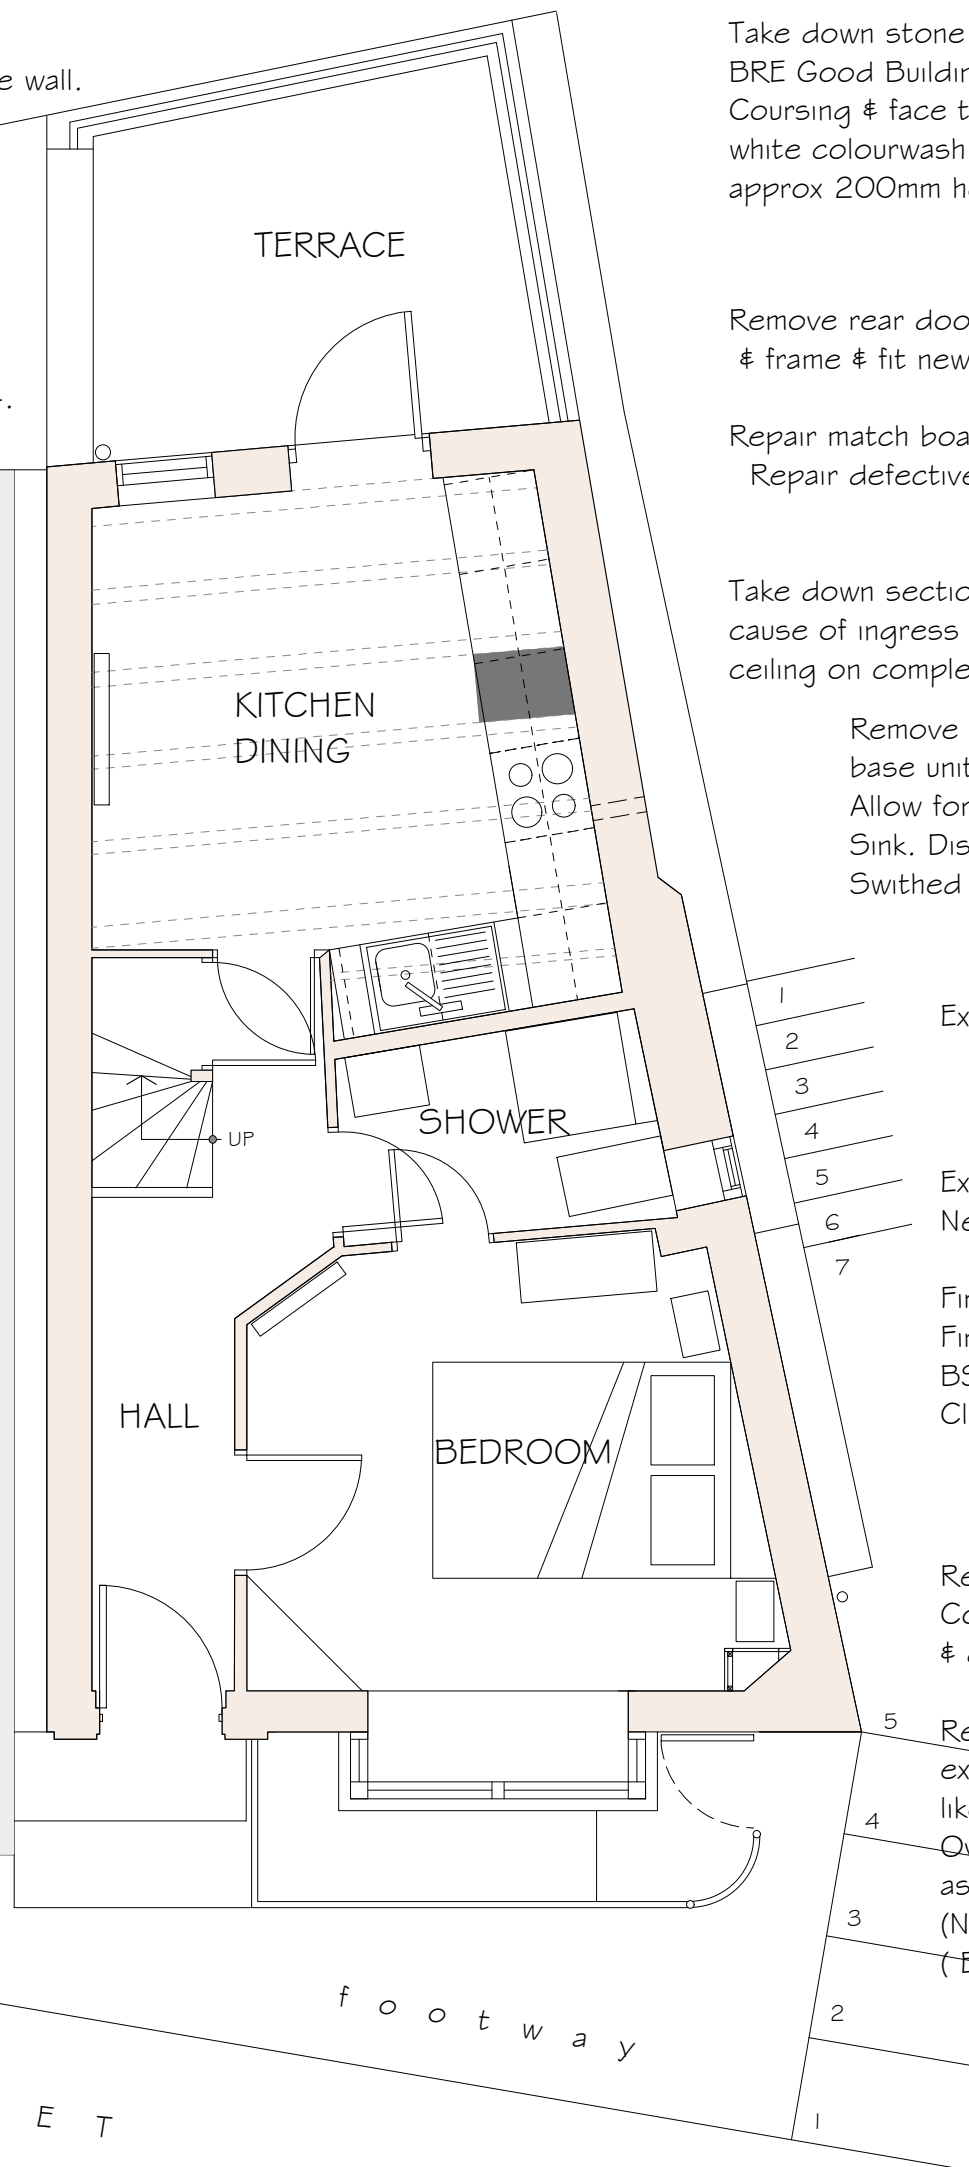 e wall.
Take down stone
BRE Good Buildin
Coursing & face t
white colourwash
approx 200mm h
TERRACE
Remove rear doo
& frame & fit new
Repair match boa
Repair defective
Take down sectio
cause of ingress
ceiling on comple
KITCHEN
DINING
Remove
base unit
Allow for
Sink. Dis
Swithed
1
2
3
4
5
6
7
Ex
SHOWER
UP
Ex
Ne
Fir
Fir
BS
Cl
HALL
BEDROOM
Re
Co
&
5
4
3
2
1
Re
ex
lik
Ov
as
(N
( E
footway
E T